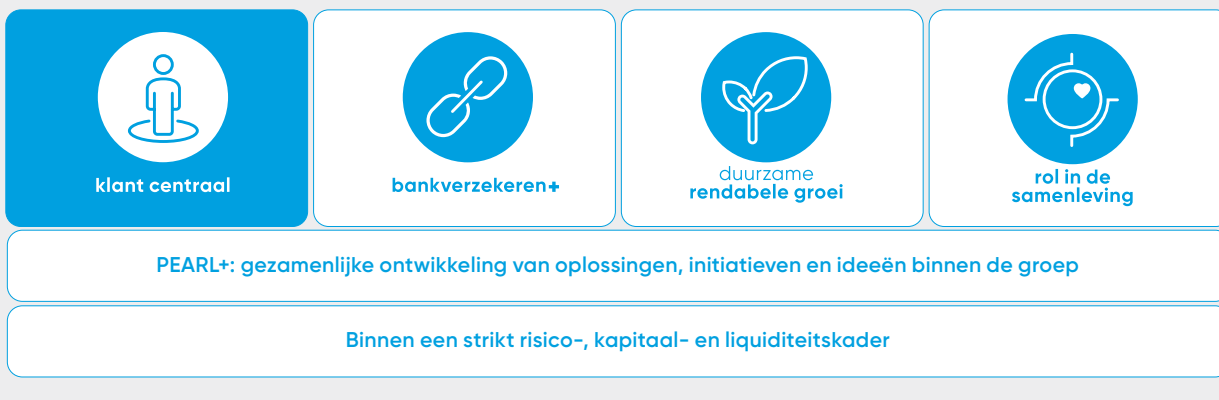 klant centraal
bankverzekeren+
duurzame
rendabele groei
rol in de
samenleving
PEARL+: gezamenlijke ontwikkeling van oplossingen, initiatieven en ideeën binnen de groep
Binnen een strikt risico-, kapitaal- en liquiditeitskader